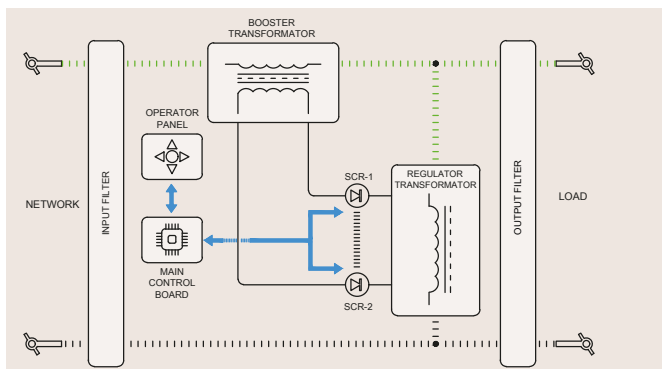 BOOSTER
TRANSFORMATOR
OPERATOR
PANEL
NETWORK
INPUT FILTER
MAIN
CONTROL
BOARD
SCR-1
SCR-2
REGULATOR
TRANSFORMATOR
OUTPUT FILTER
LOAD